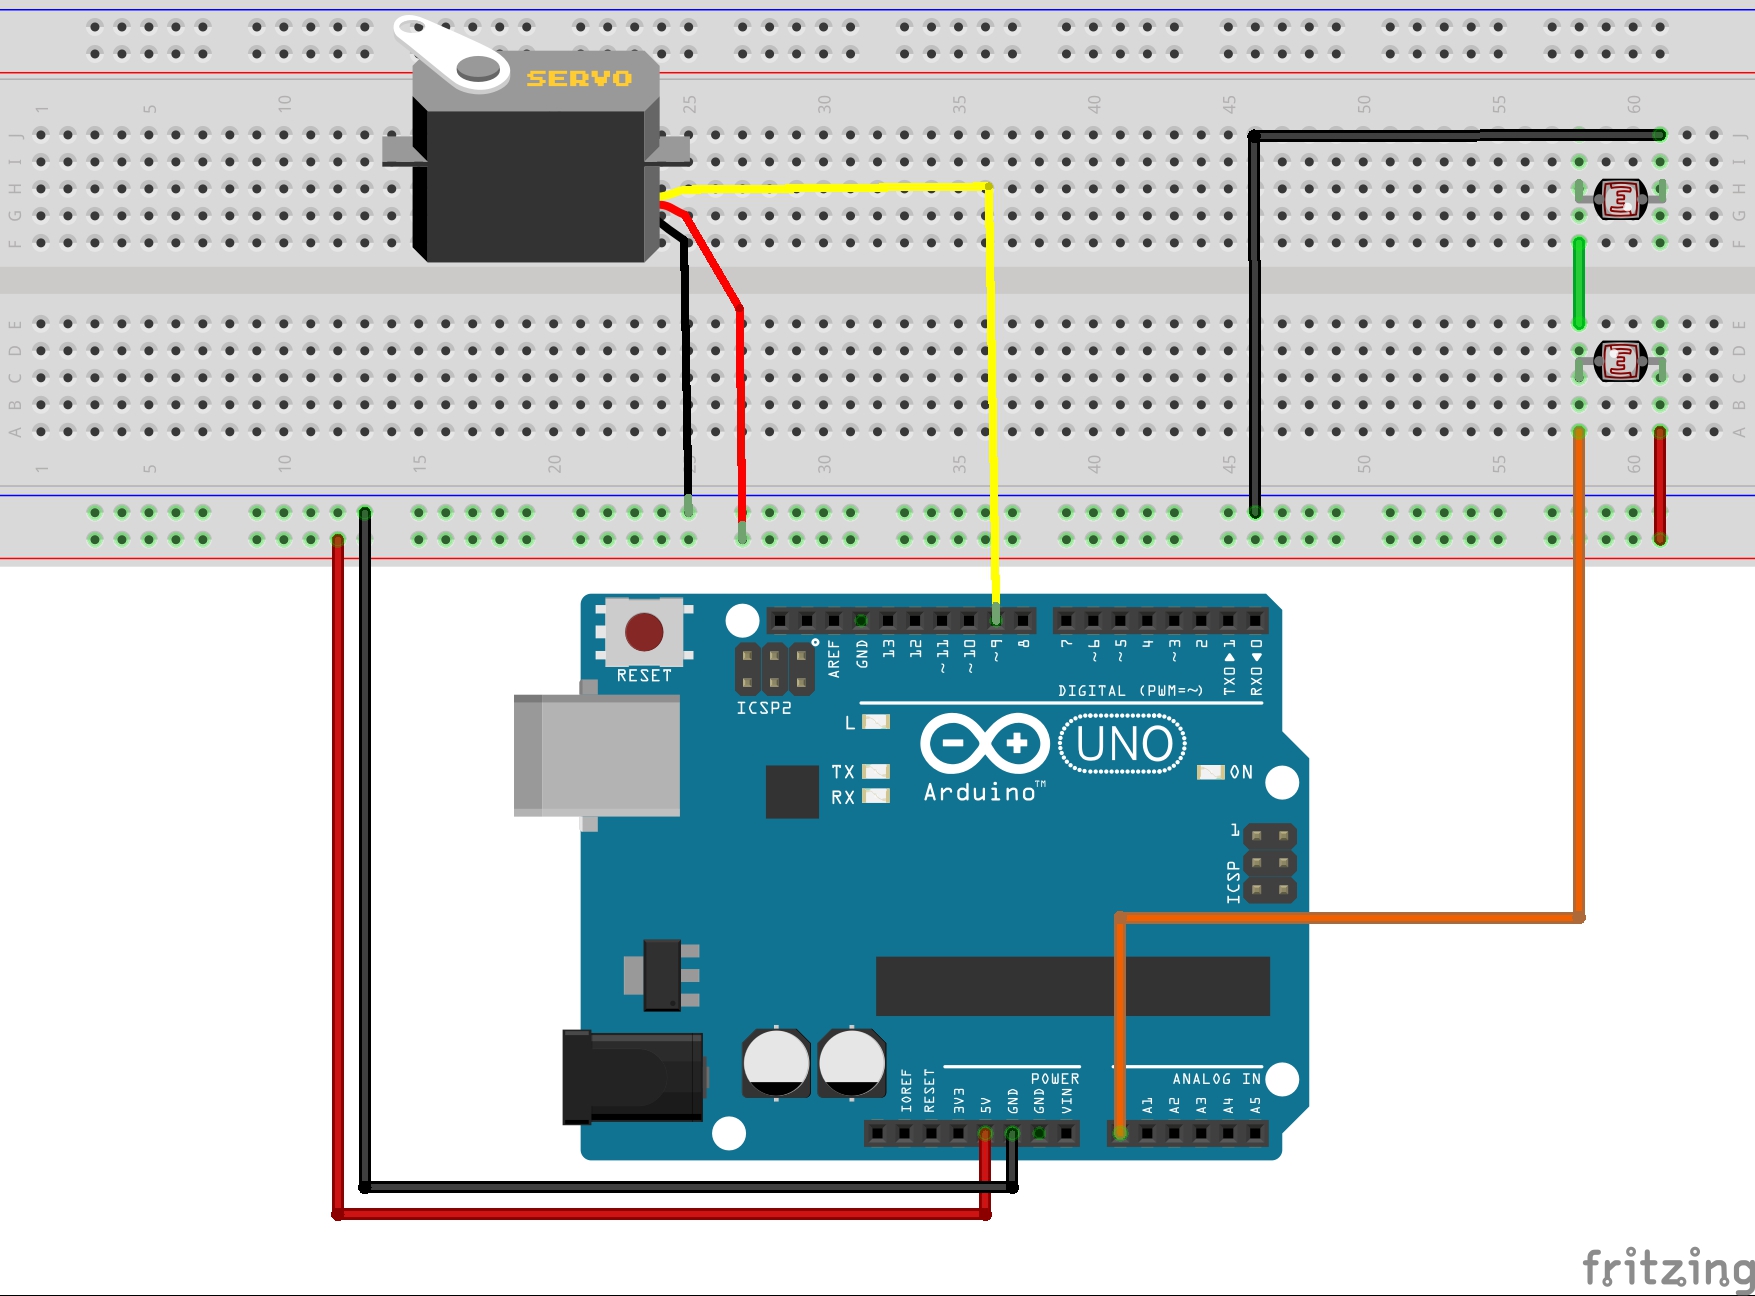 SERVO
1 5 10 25 30 35 40 45 50 55 60
J J
I I
H H
G G
F F
E E
D D
C C
B B
A A
1 5 10 15 20 25 30 35 40 45 50 55 60
RESET
ICSP2
AREF GND 13 12 ~11 ~10 ~9 8 7 ~6 ~5 4 ~3 2 TX0▶1 RX0◀0
DIGITAL (PWM=~)
L
TX
RX
UNO
Arduino™
ON
1
ICSP
IOREF RESET 3V3 5V GND GND VIN
POWER
ANALOG IN
A1 A2 A3 A4 A5
fritzing